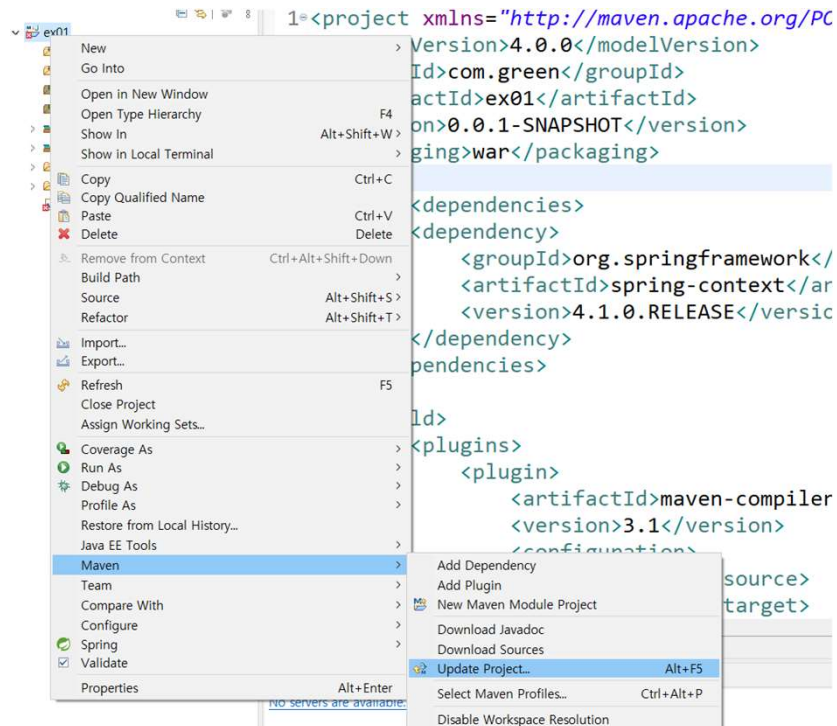 ex01
New
Go Into
Open in New Window
Open Type Hierarchy F4
Show In Alt+Shift+W >
Show in Local Terminal
Copy Ctrl+C
Copy Qualified Name
Paste Ctrl+V
Delete Delete
Remove from Context Ctrl+Alt+Shift+Down
Build Path
Source Alt+Shift+S >
Refactor Alt+Shift+T >
Import...
Export...
Refresh F5
Close Project
Assign Working Sets...
Coverage As
Run As
Debug As
Profile As
Restore from Local History...
Java EE Tools
Maven
Team
Compare With
Configure
Spring
Validate
Properties Alt+Enter
Add Dependency
Add Plugin
New Maven Module Project
Download Javadoc
Download Sources
Update Project... Alt+F5
Select Maven Profiles... Ctrl+Alt+P
Disable Workspace Resolution
1 <project xmlns="http://maven.apache.org/PO
Version>4.0.0</modelVersion>
Id>com.green</groupId>
actId>ex01</artifactId>
on>0.0.1-SNAPSHOT</version>
ging>war</packaging>
<dependencies>
<dependency>
<groupId>org.springframework</
<artifactId>spring-context</ar
<version>4.1.0.RELEASE</versic
</dependency>
pendencies>
ld>
<plugins>
<plugin>
<artifactId>maven-compiler
<version>3.1</version>
<configuration>
source>
target>
No servers are available.